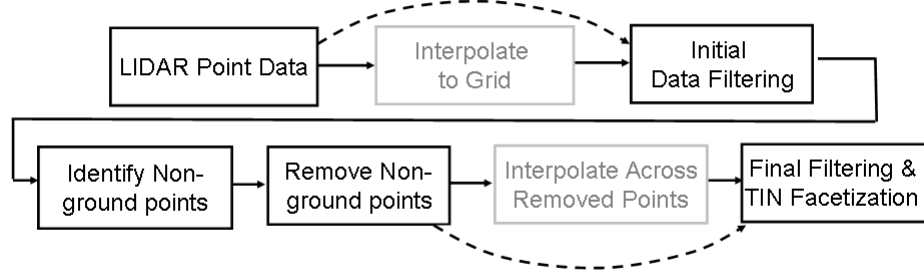 LIDAR Point Data
Interpolate
to Grid
Initial
Data Filtering
Identify Non-
ground points
Remove Non-
ground points
Interpolate Across
Removed Points
Final Filtering &
TIN Facetization